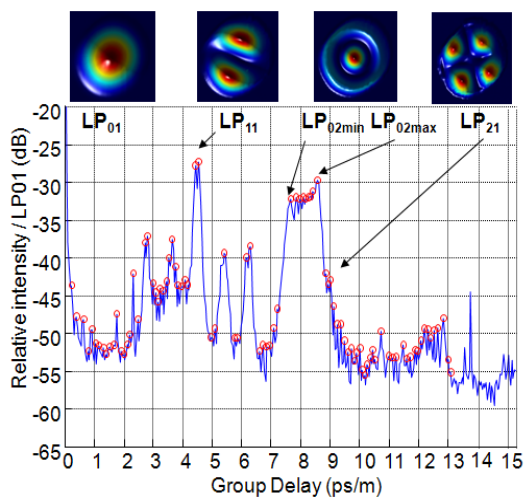 -20
LP01 LP11 LP02min LP02max LP21
-25
-30
-35
-40
-45
-50
-55
-60
-65
Relative intensity / LP01 (dB)
0 1 2 3 4 5 6 7 8 9 10 11 12 13 14 15
Group Delay (ps/m)